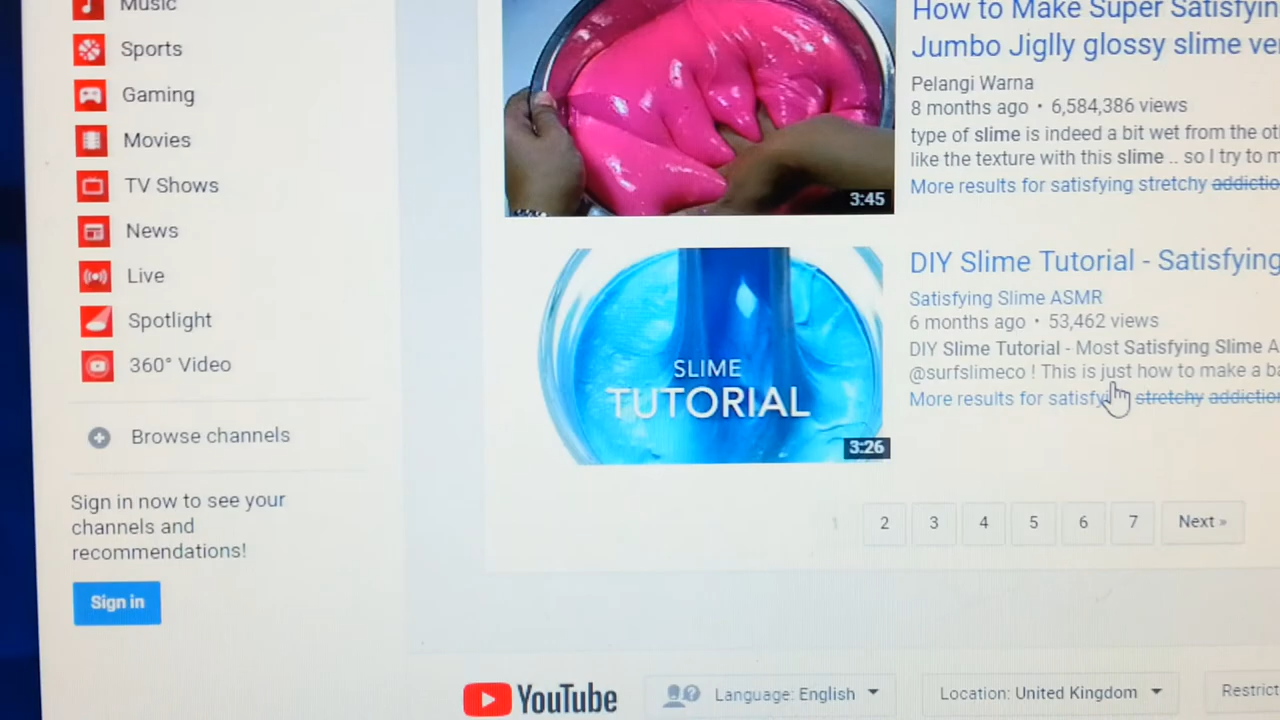 Music
Sports
Gaming
Movies
TV Shows
News
Live
Spotlight
360° Video
Browse channels
Sign in now to see your
channels and
recommendations!
Sign in
3:45
How to Make Super Satisfyin
Jumbo Jiglly glossy slime ve
Pelangi Warna
8 months ago • 6,584,386 views
type of slime is indeed a bit wet from the ot
like the texture with this slime .. so I try to m
More results for satisfying stretchy addictio
SLIME
TUTORIAL
3:26
DIY Slime Tutorial - Satisfying
Satisfying Slime ASMR
6 months ago • 53,462 views
DIY Slime Tutorial - Most Satisfying Slime A
@surfslimeco ! This is just how to make a ba
More results for satisfy stretchy addictio
1 2 3 4 5 6 7 Next »
YouTube
Language: English
Location: United Kingdom
Restrict